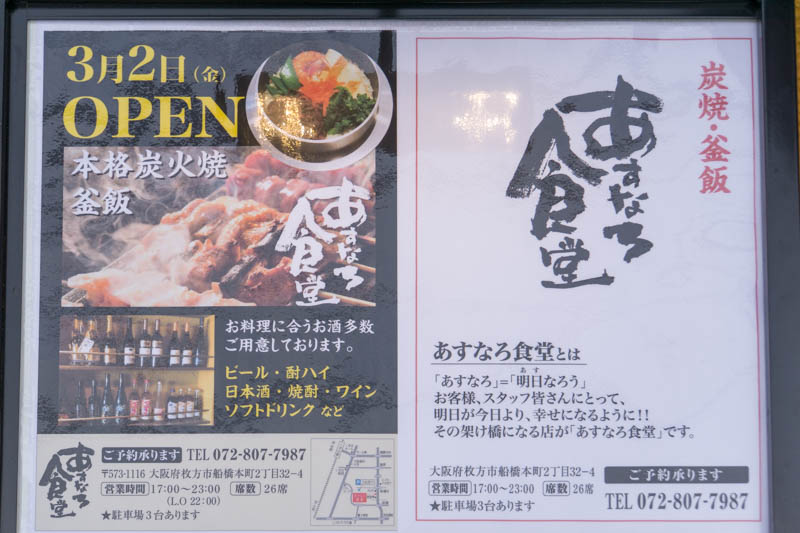 3月2日(金)
OPEN
本格炭火焼
釜飯
あすなろ
食堂
お料理に合うお酒多数
ご用意しております。
ビール・酎ハイ
日本酒・焼酎・ワイン
ソフトドリンク など
あすなろ
食堂
ご予約承ります TEL 072-807-7987
〒573-1116 大阪府枚方市船橋本町2丁目32−4
営業時間 17:00〜23:00 席数 26席
(L.O 22:00)
★駐車場3台あります
炭焼・釜飯
あすなろ
食堂
あすなろ食堂とは
「あすなろ」=「明日なろう」
あす
お客様、スタッフ皆さんにとって、
明日が今日より、幸せになるように!!
その架け橋になる店が「あすなろ食堂」です。
大阪府枚方市船橋本町2丁目32−4
営業時間 17:00〜23:00 席数 26席
★駐車場3台あります
ご予約承ります
TEL 072-807-7987